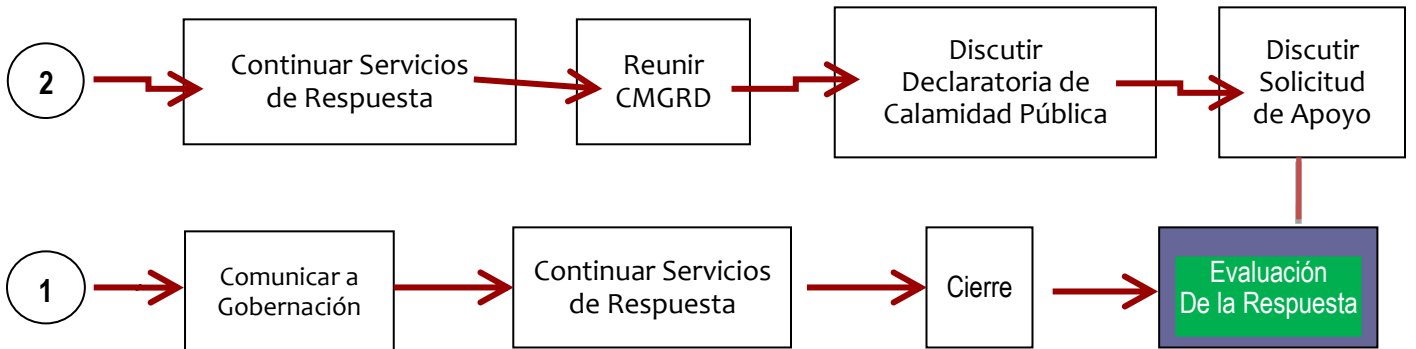 2
Continuar Servicios
de Respuesta
Reunir
CMGRD
Discutir
Declaratoria de
Calamidad Pública
Discutir
Solicitud
de Apoyo
1
Comunicar a
Gobernación
Continuar Servicios
de Respuesta
Cierre
Evaluación
De la Respuesta